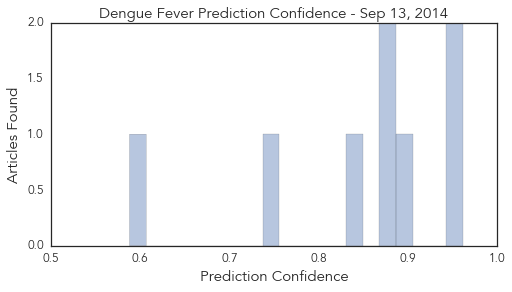 Dengue Fever Prediction Confidence - Sep 13, 2014
2.0
1.5
1.0
0.5
0.0
Articles Found
0.5 0.6 0.7 0.8 0.9 1.0
Prediction Confidence